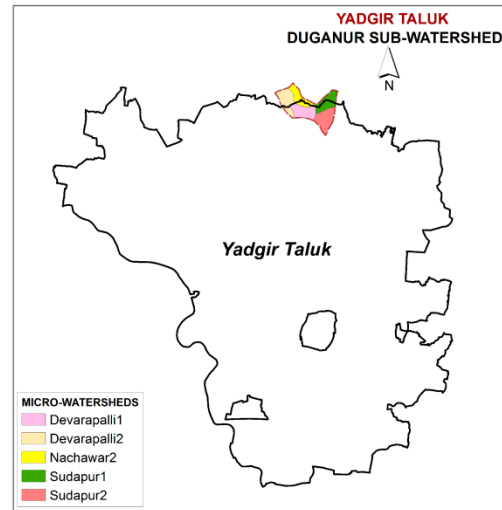 YADGIR TALUK
DUGANUR SUB-WATERSHED
N
Yadgir Taluk
MICRO-WATERSHEDS
Devarapalli1
Devarapalli2
Nachawar2
Sudapur1
Sudapur2